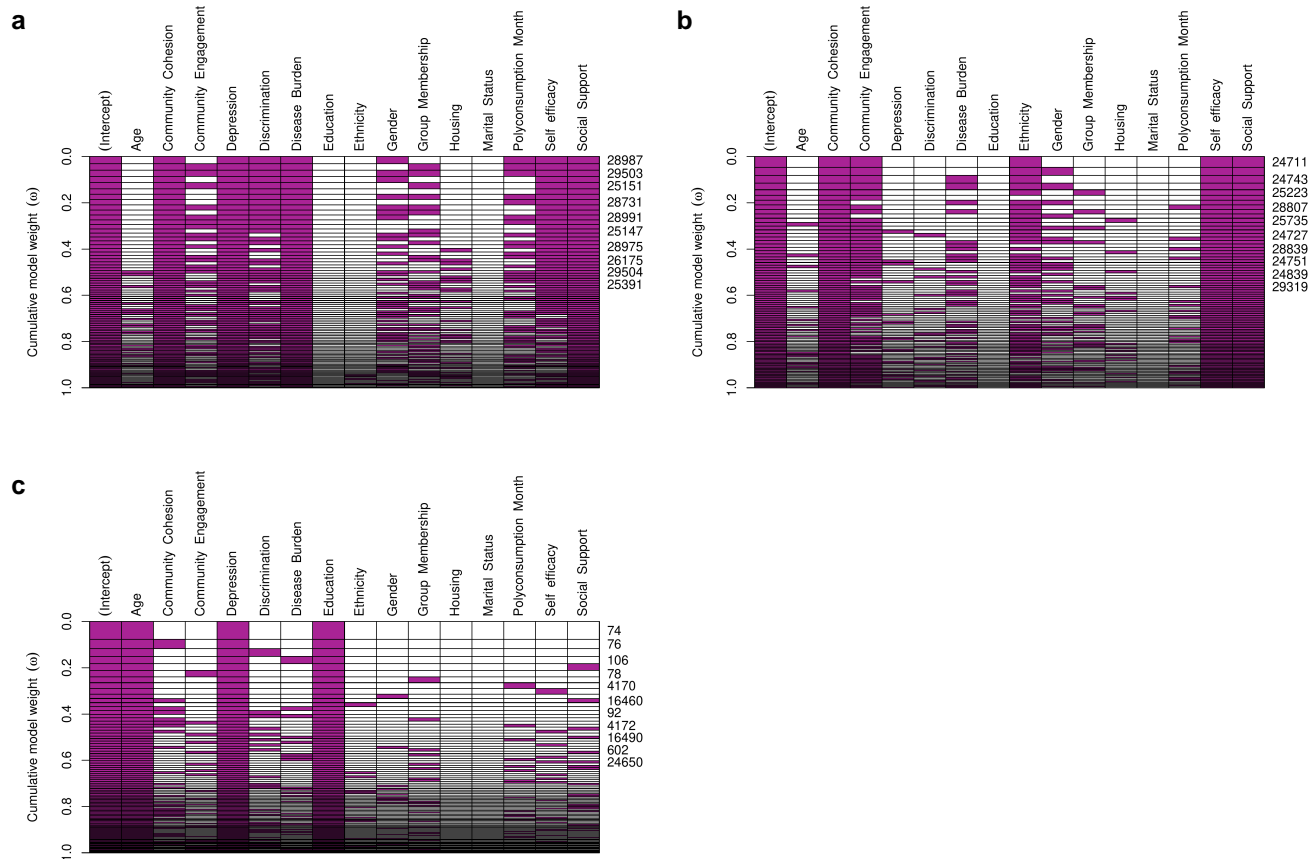 a
(Intercept)
Age
Community Cohesion
Community Engagement
Depression
Discrimination
Disease Burden
Education
Ethnicity
Gender
Group Membership
Housing
Marital Status
Polyconsumption Month
Self efficacy
Social Support
Cumulative model weight (ω)
0.0
0.2
0.4
0.6
0.8
1.0
28987
29503
25151
28731
28991
25147
28975
26175
29504
25391
b
(Intercept)
Age
Community Cohesion
Community Engagement
Depression
Discrimination
Disease Burden
Education
Ethnicity
Gender
Group Membership
Housing
Marital Status
Polyconsumption Month
Self efficacy
Social Support
Cumulative model weight (ω)
0.0
0.2
0.4
0.6
0.8
1.0
24711
24743
25223
28807
25735
24727
28839
24751
24839
29319
c
(Intercept)
Age
Community Cohesion
Community Engagement
Depression
Discrimination
Disease Burden
Education
Ethnicity
Gender
Group Membership
Housing
Marital Status
Polyconsumption Month
Self efficacy
Social Support
Cumulative model weight (ω)
0.0
0.2
0.4
0.6
0.8
1.0
74
76
106
78
4170
16460
92
4172
16490
602
24650